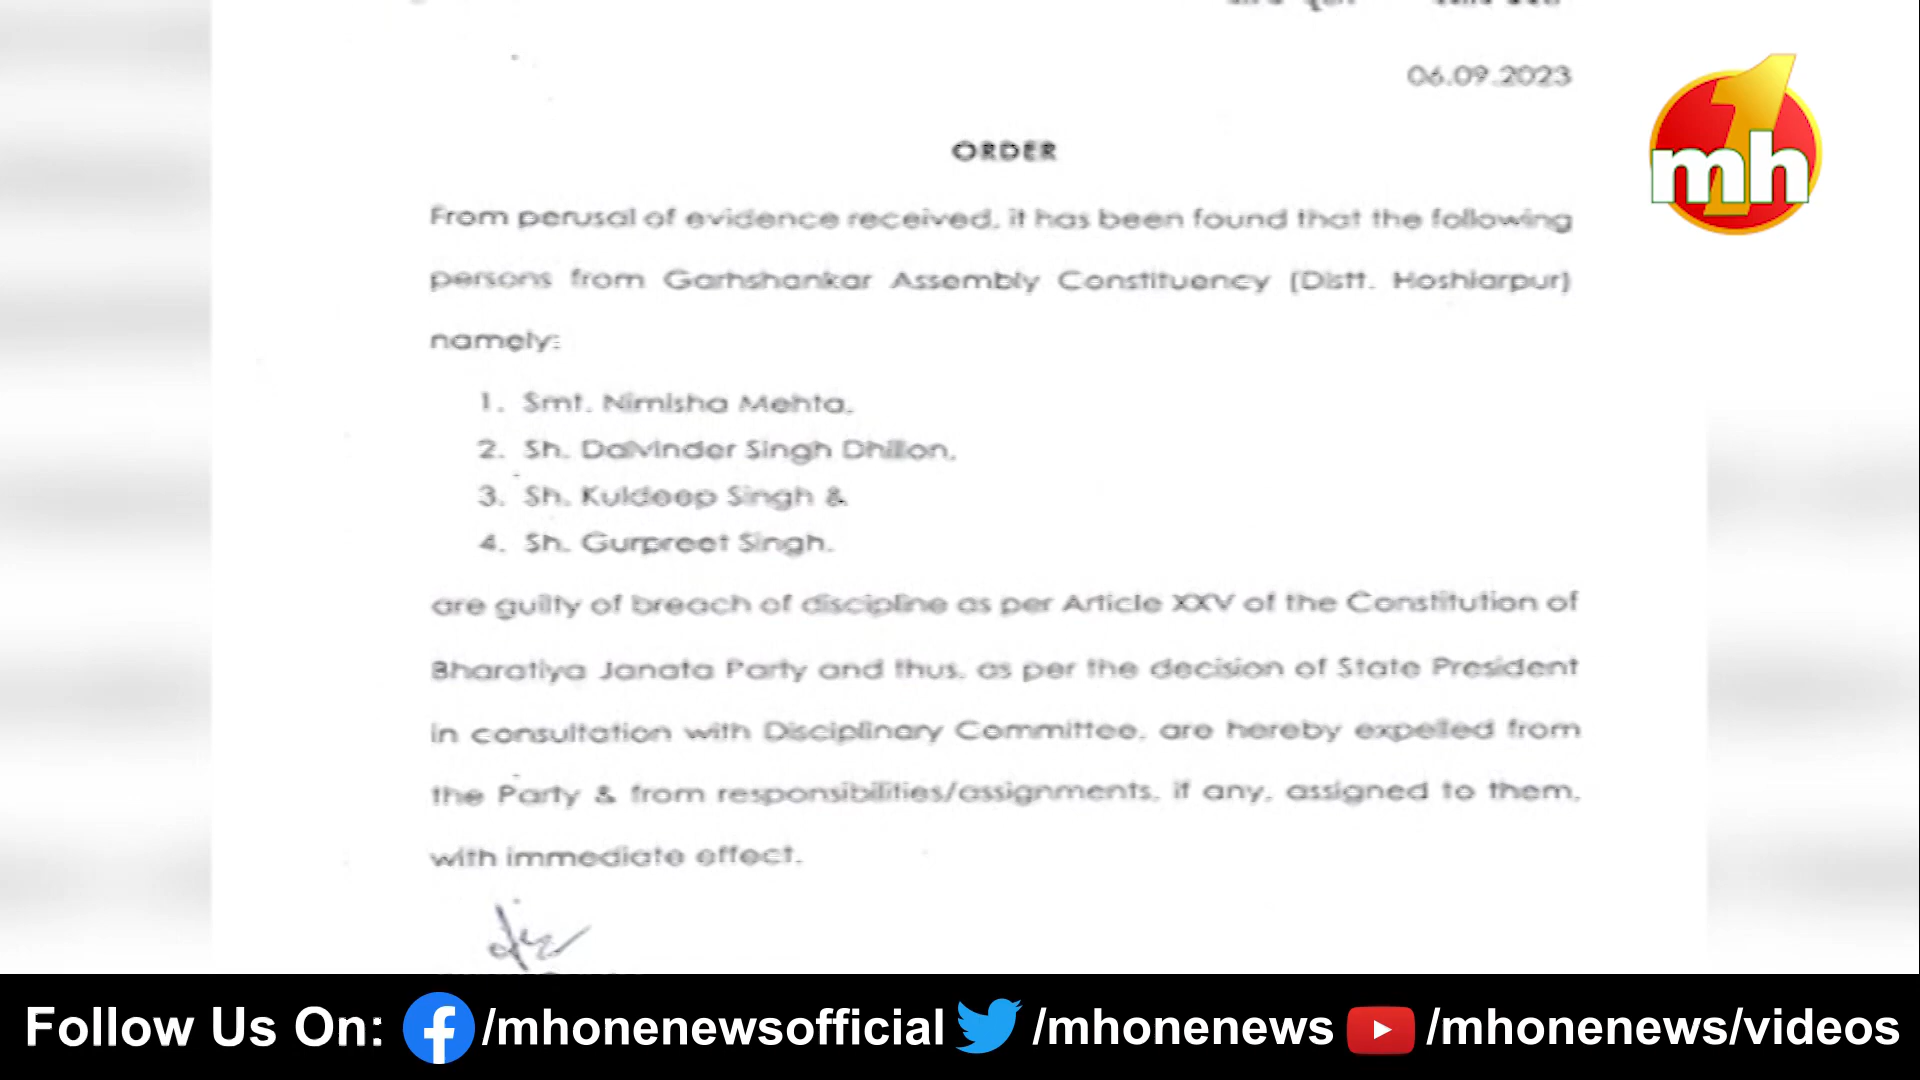 06.09.2023
1
mh
ORDER
From perusal of evidence received, it has been found that the following
persons from Garhshankar Assembly Constituency (Distt. Hoshiarpur)
namely:
1. Smt. Nimisha Mehta,
2. Sh. Dalvinder Singh Dhillon,
3. Sh. Kuldeep Singh &
4. Sh. Gurpreet Singh.
are guilty of breach of discipline as per Article XXV of the Constitution of
Bharatiya Janata Party and thus, as per the decision of State President
in consultation with Disciplinary Committee, are hereby expelled from
the Party & from responsibilities/assignments, if any, assigned to them,
with immediate effect.
Follow Us On: /mhonenewsofficial /mhonenews /mhonenews/videos